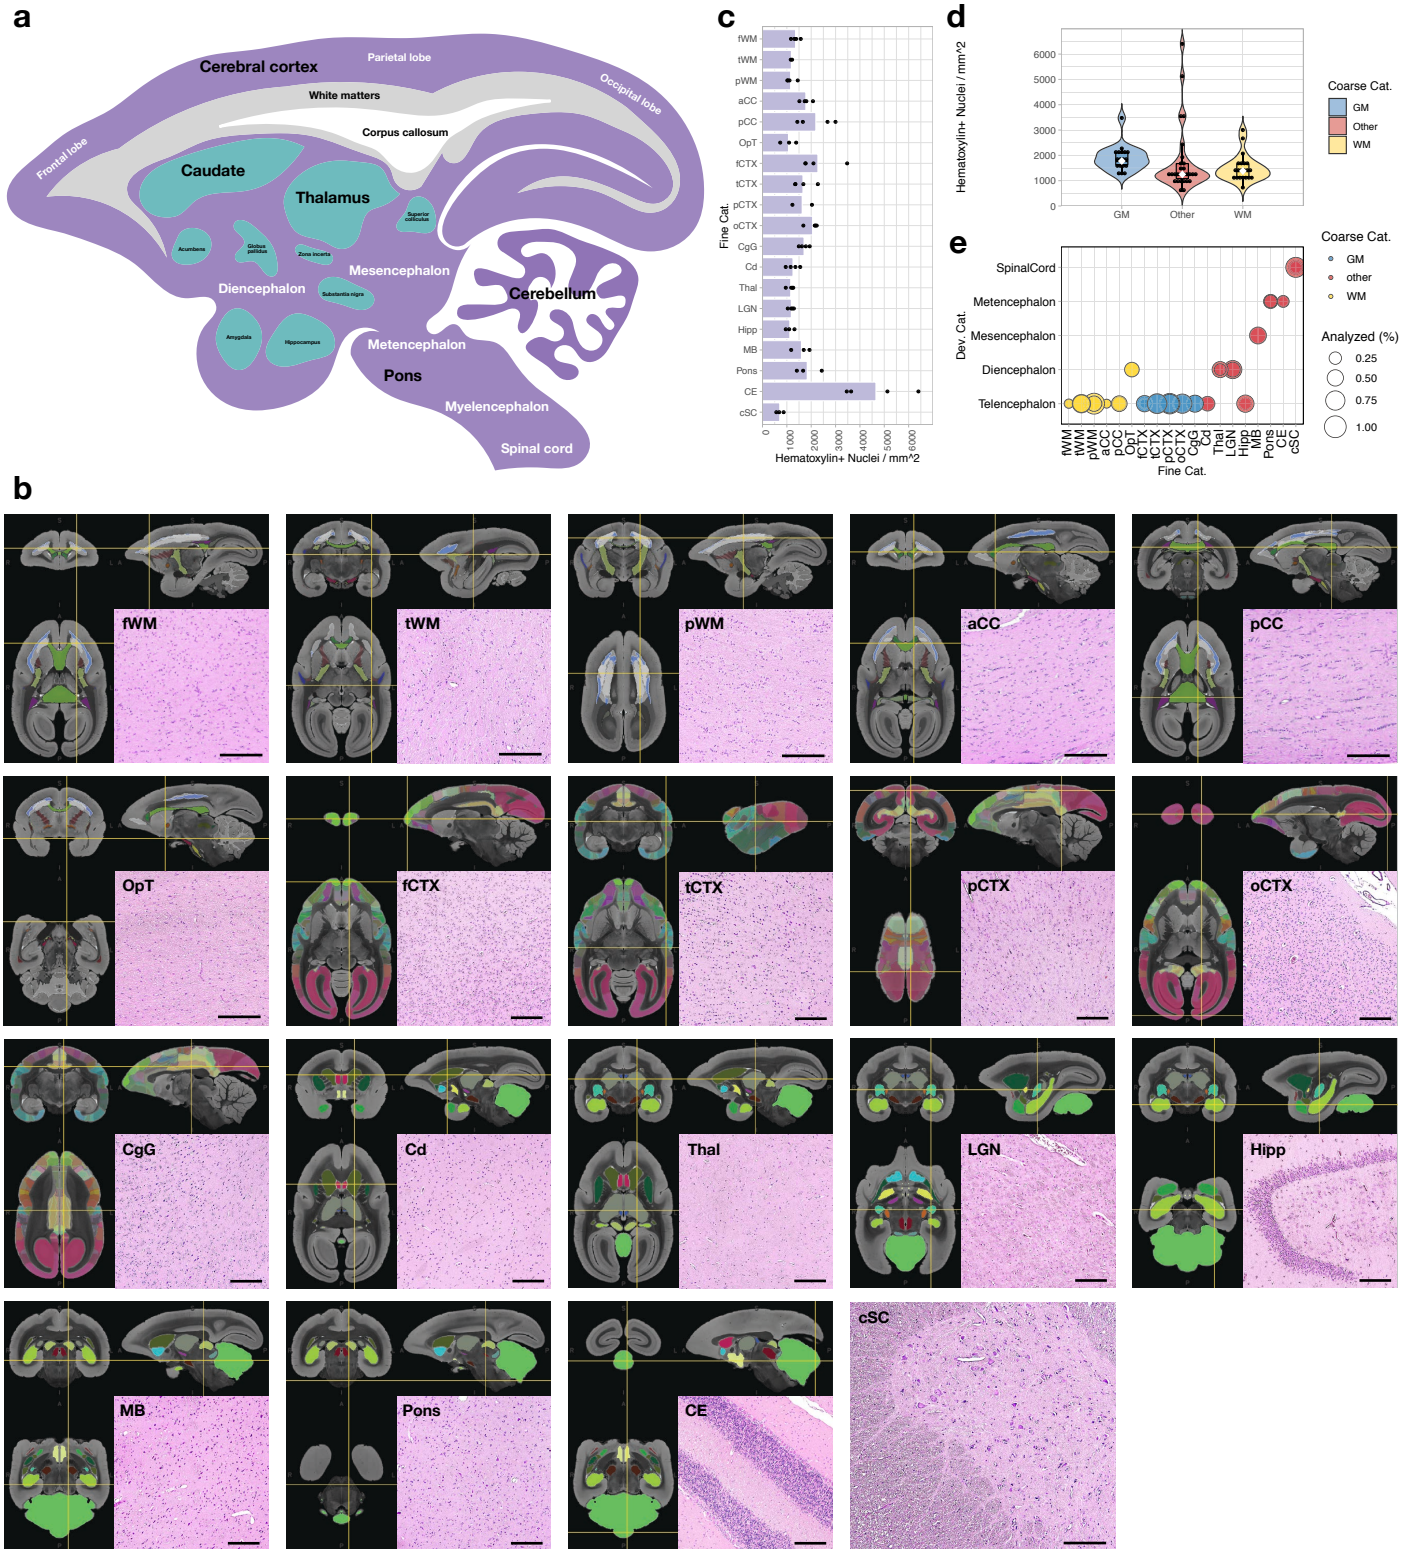 a
Cerebral cortex
Parietal lobe
Occipital lobe
White matters
Corpus callosum
Frontal lobe
Caudate
Thalamus
Superior
colliculus
Acumbens
Globus
pallidus
Zona incerta
Mesencephalon
Diencephalon
Substantia nigra
Cerebellum
Amygdala
Hippocampus
Metencephalon
Pons
Myelencephalon
Spinal cord
c
Fine Cat.
fWM
tWM
pWM
aCC
pCC
OpT
fCTX
tCTX
pCTX
oCTX
CgG
Cd
Thal
LGN
Hipp
MB
Pons
CE
cSC
0
1000
2000
3000
4000
5000
6000
Hematoxylin+ Nuclei / mm^2
d
Hematoxylin+ Nuclei / mm^2
6000
5000
4000
3000
2000
1000
0
GM
Other
WM
Coarse Cat.
GM
Other
WM
e
Dev. Cat.
SpinalCord
Metencephalon
Mesencephalon
Diencephalon
Telencephalon
fWM
tWM
pWM
aCC
pCC
OpT
fCTX
tCTX
pCTX
oCTX
CgG
Cd
Thal
LGN
Hipp
MB
Pons
CE
cSC
Fine Cat.
Coarse Cat.
GM
other
WM
Analyzed (%)
0.25
0.50
0.75
1.00
b
fWM
tWM
pWM
aCC
pCC
OpT
fCTX
tCTX
pCTX
oCTX
CgG
Cd
Thal
LGN
Hipp
MB
Pons
CE
cSC